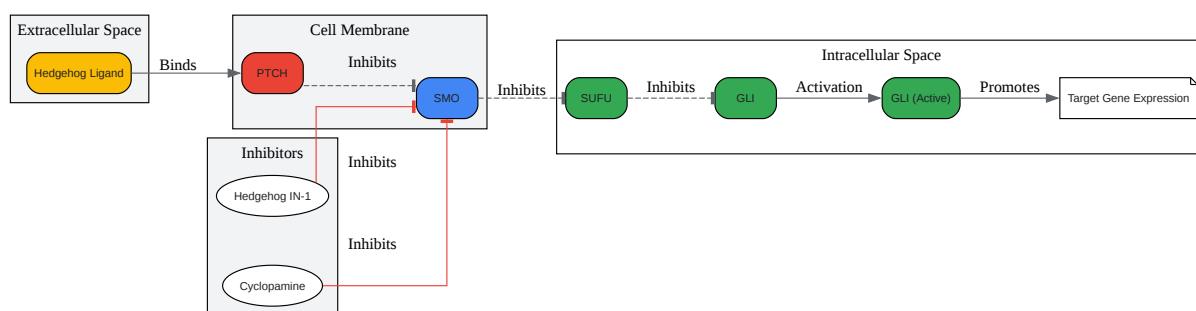 Extracellular Space
Hedgehog Ligand
Binds
Cell Membrane
PTCH
Inhibits
SMO
Inhibits
Intracellular Space
SUFU
Inhibits
GLI
Activation
GLI (Active)
Promotes
Target Gene Expression
Inhibitors
Hedgehog IN-1
Inhibits
Cyclopamine
Inhibits